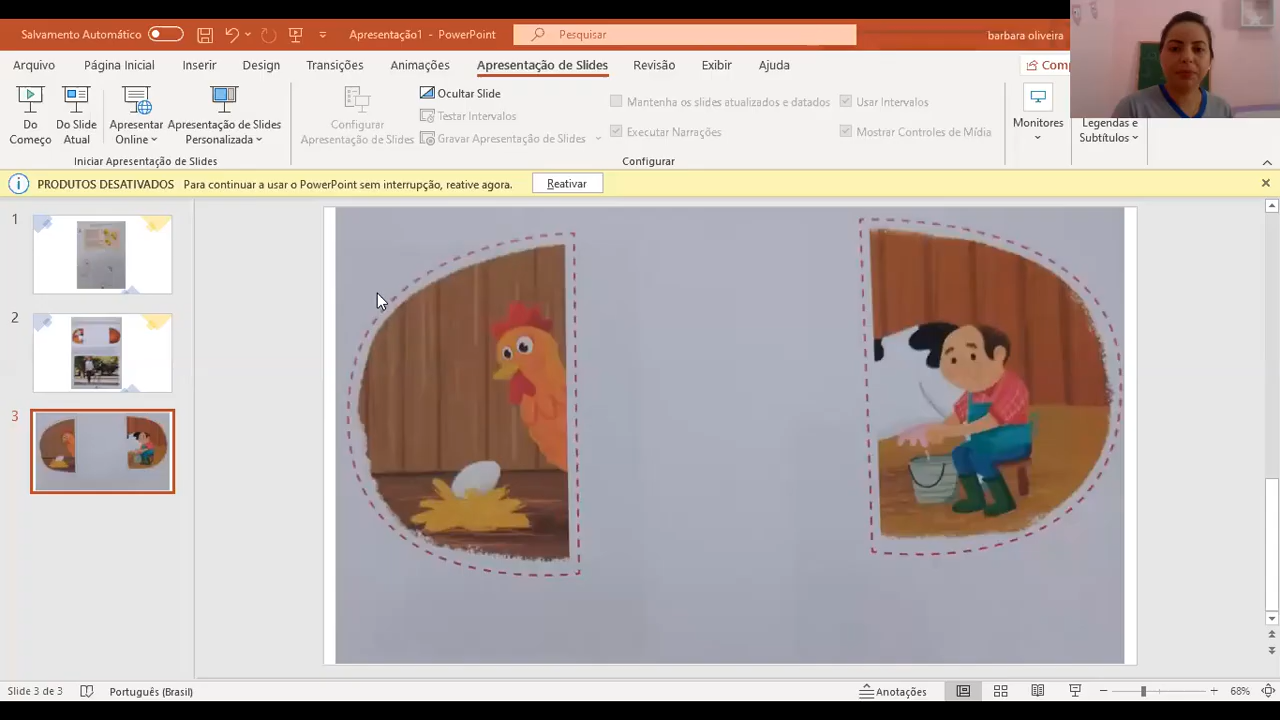 Salvamento Automático
Apresentação1 - PowerPoint
Pesquisar
barbara oliveira
Arquivo
Página Inicial
Inserir
Design
Transições
Animações
Apresentação de Slides
Revisão
Exibir
Ajuda
Comp
Do Começo
Do Slide Atual
Apresentar Online
Apresentação de Slides Personalizada
Iniciar Apresentação de Slides
Configurar Apresentação de Slides
Ocultar Slide
Testar Intervalos
Gravar Apresentação de Slides
Mantenha os slides atualizados e datados
Executar Narrações
Usar Intervalos
Mostrar Controles de Mídia
Configurar
Monitores
Legendas e Subtítulos
PRODUTOS DESATIVADOS Para continuar a usar o PowerPoint sem interrupção, reative agora. Reativar
1
2
3
Slide 3 de 3
Português (Brasil)
Anotações
68%